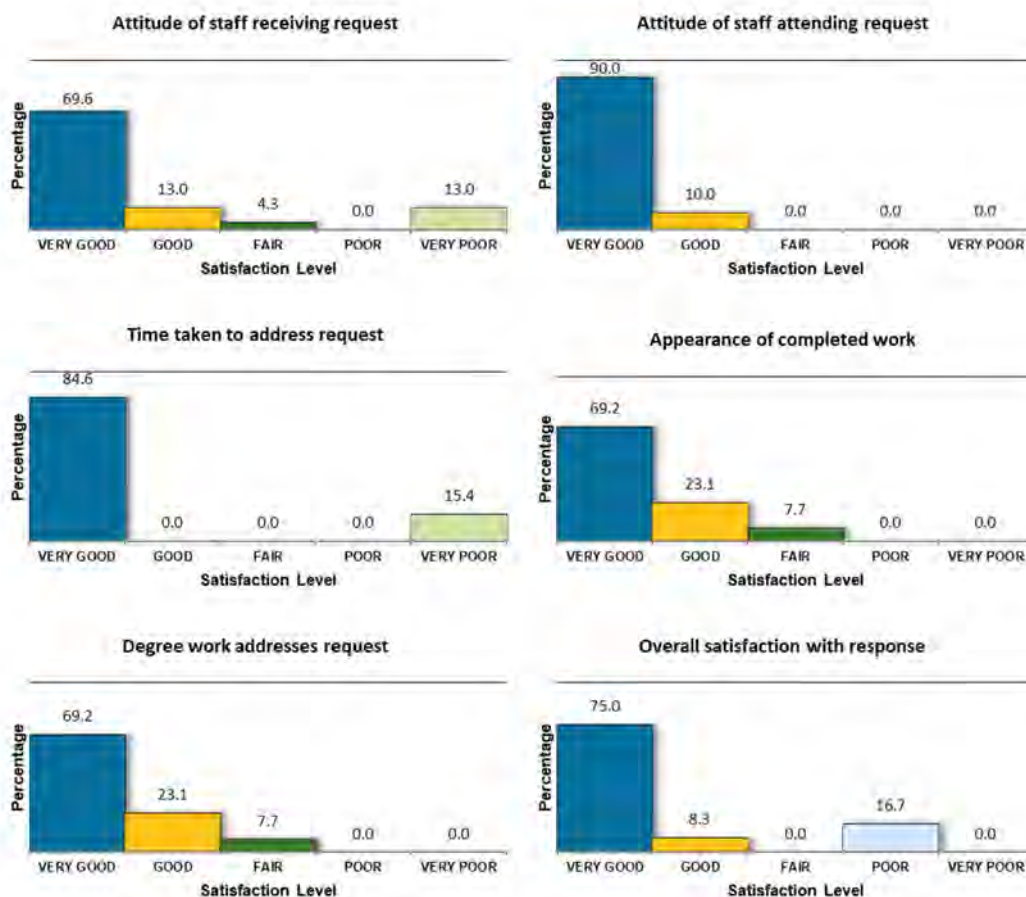 Attitude of staff receiving request
Percentage
69.6
13.0
4.3
0.0
13.0
VERY GOOD GOOD FAIR POOR VERY POOR
Satisfaction Level
Attitude of staff attending request
Percentage
90.0
10.0
0.0
0.0
0.0
VERY GOOD GOOD FAIR POOR VERY POOR
Satisfaction Level
Time taken to address request
Percentage
84.6
0.0
0.0
0.0
15.4
VERY GOOD GOOD FAIR POOR VERY POOR
Satisfaction Level
Appearance of completed work
Percentage
69.2
23.1
7.7
0.0
0.0
VERY GOOD GOOD FAIR POOR VERY POOR
Satisfaction Level
Degree work addresses request
Percentage
69.2
23.1
7.7
0.0
0.0
VERY GOOD GOOD FAIR POOR VERY POOR
Satisfaction Level
Overall satisfaction with response
Percentage
75.0
8.3
0.0
16.7
0.0
VERY GOOD GOOD FAIR POOR VERY POOR
Satisfaction Level